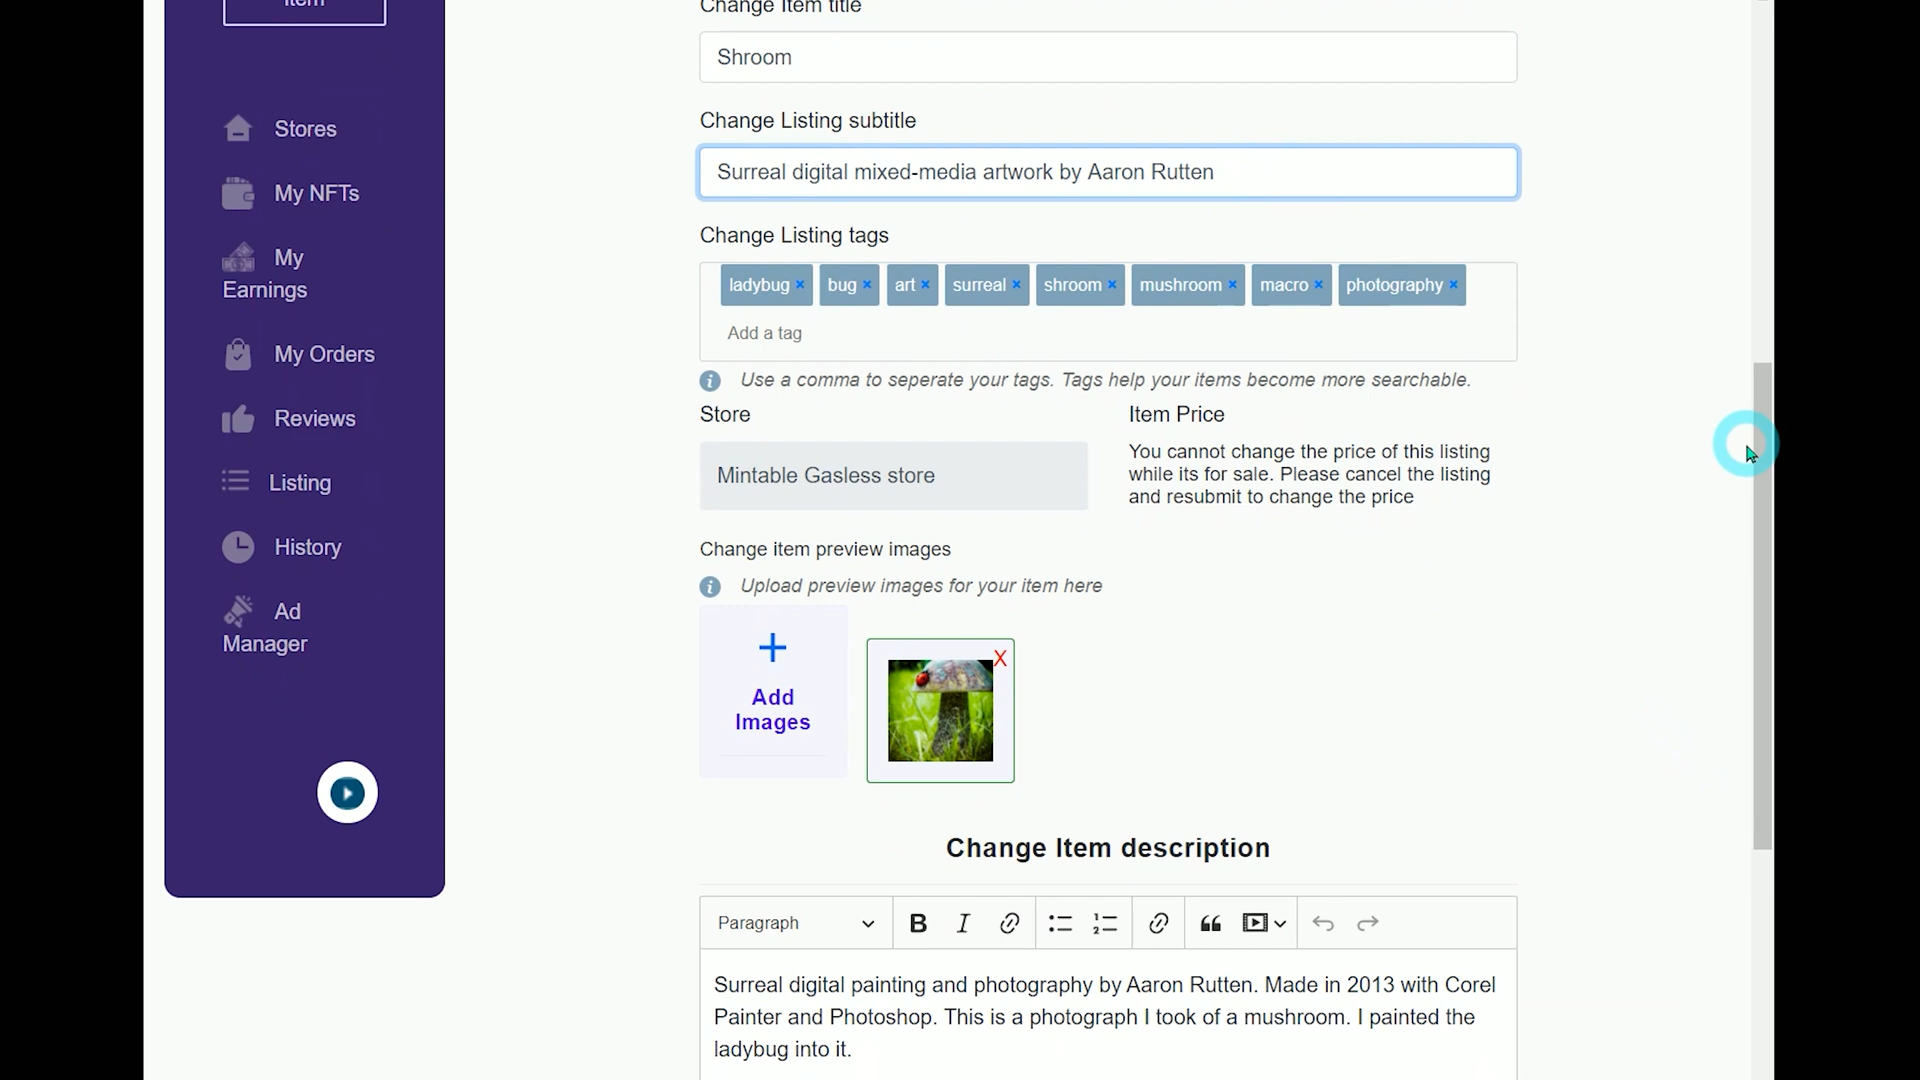 Item
Stores
My NFTs
My
Earnings
My Orders
Reviews
Listing
History
Ad
Manager
Change Item title
Shroom
Change Listing subtitle
Surreal digital mixed-media artwork by Aaron Rutten
Change Listing tags
ladybug × bug × art × surreal × shroom × mushroom × macro × photography ×
Add a tag
Use a comma to seperate your tags. Tags help your items become more searchable.
Store
Mintable Gasless store
Item Price
You cannot change the price of this listing
while its for sale. Please cancel the listing
and resubmit to change the price
Change item preview images
Upload preview images for your item here
+
Add
Images
X
Change Item description
Paragraph
Surreal digital painting and photography by Aaron Rutten. Made in 2013 with Corel
Painter and Photoshop. This is a photograph I took of a mushroom. I painted the
ladybug into it.